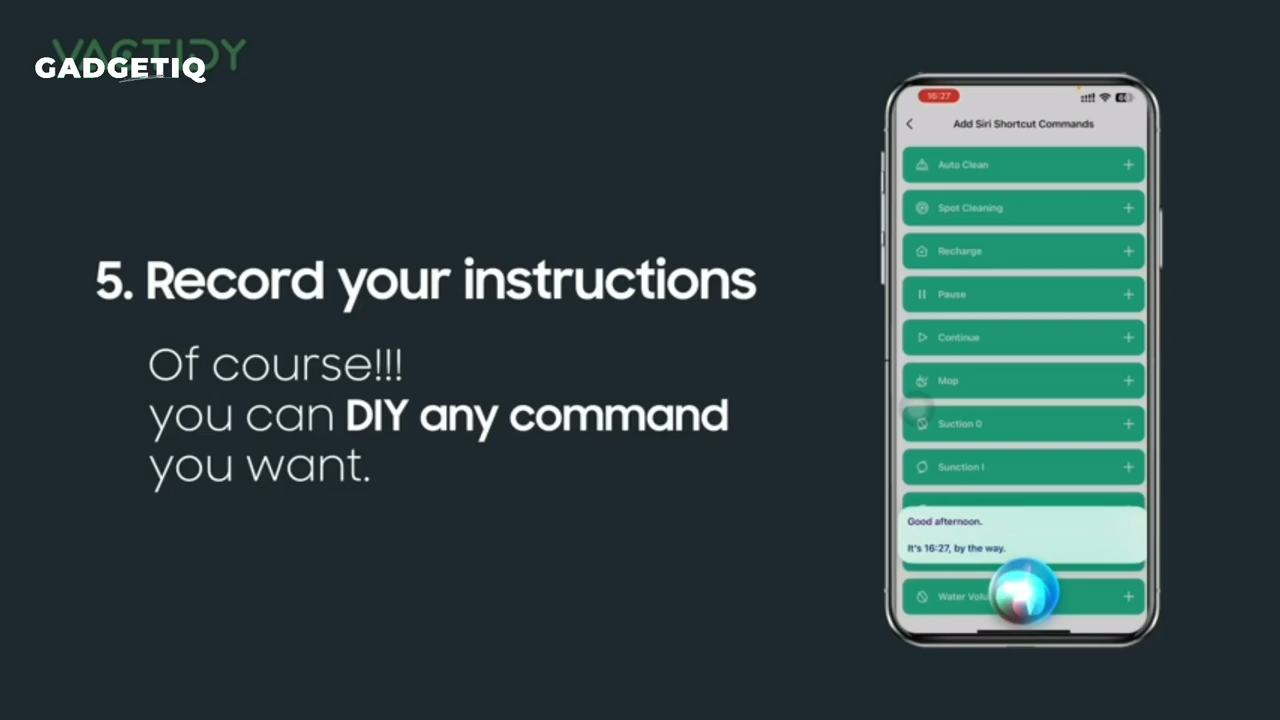 VACTIDY
GADGETIQ
5. Record your instructions
Of course!!!
you can DIY any command
you want.
16:27
Add Siri Shortcut Commands
Auto Clean
Spot Cleaning
Recharge
Pause
Continue
Mop
Suction 0
Sunction I
Good afternoon.
It's 16:27, by the way.
Water Volu